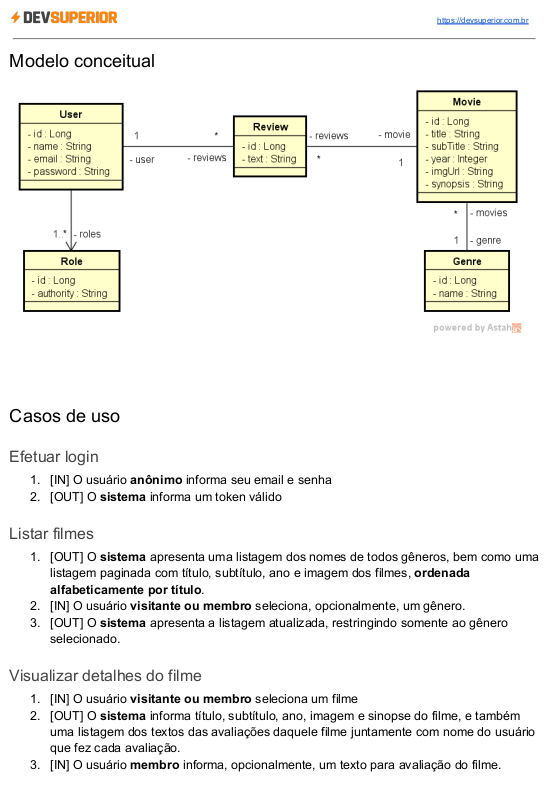 DEVSUPERIOR
https://devsuperior.com.br
Modelo conceitual
User
- id : Long
- name : String
- email : String
- password : String
1
- user
*
- reviews
Review
- id : Long
- text : String
- reviews
*
- movie
1
Movie
- id : Long
- title : String
- subTitle : String
- year : Integer
- imgUrl : String
- synopsis : String
1..*
- roles
* - movies
1 - genre
Role
- id : Long
- authority : String
Genre
- id : Long
- name : String
powered by Astah
Casos de uso
Efetuar login
1. [IN] O usuário anônimo informa seu email e senha
2. [OUT] O sistema informa um token válido
Listar filmes
1. [OUT] O sistema apresenta uma listagem dos nomes de todos gêneros, bem como uma
listagem paginada com título, subtítulo, ano e imagem dos filmes, ordenada
alfabeticamente por título.
2. [IN] O usuário visitante ou membro seleciona, opcionalmente, um gênero.
3. [OUT] O sistema apresenta a listagem atualizada, restringindo somente ao gênero
selecionado.
Visualizar detalhes do filme
1. [IN] O usuário visitante ou membro seleciona um filme
2. [OUT] O sistema informa título, subtítulo, ano, imagem e sinopse do filme, e também
uma listagem dos textos das avaliações daquele filme juntamente com nome do usuário
que fez cada avaliação.
3. [IN] O usuário membro informa, opcionalmente, um texto para avaliação do filme.